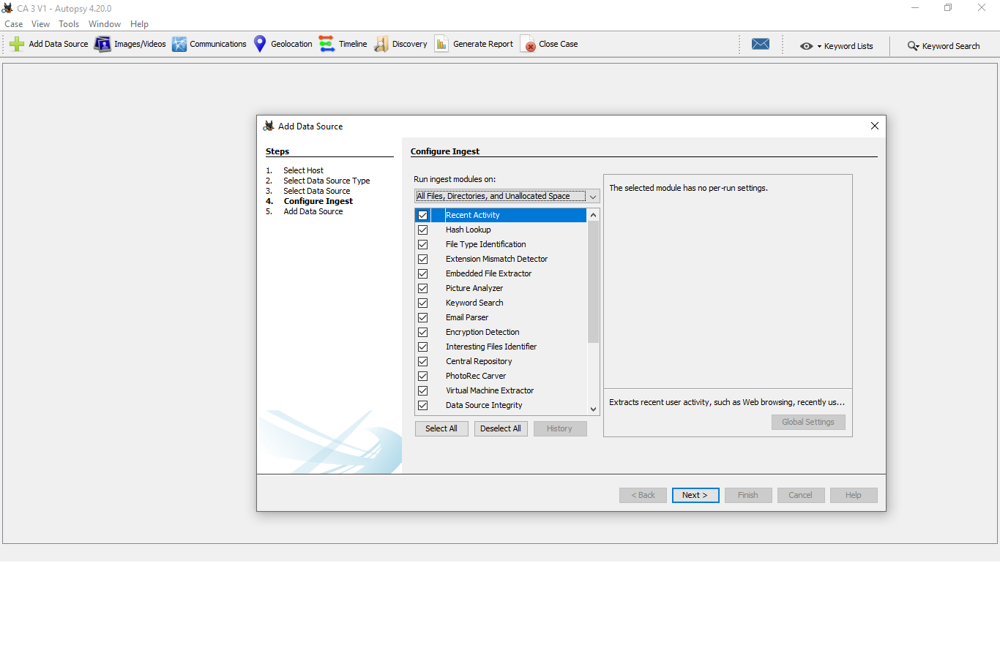 CA 3 V1 - Autopsy 4.20.0
Case View Tools Window Help
Add Data Source Images/Videos Communications Geolocation Timeline Discovery Generate Report Close Case Keyword Lists Keyword Search
Add Data Source
Steps
1. Select Host
2. Select Data Source Type
3. Select Data Source
4. Configure Ingest
5. Add Data Source
Configure Ingest
Run ingest modules on:
All Files, Directories, and Unallocated Space
Recent Activity
Hash Lookup
File Type Identification
Extension Mismatch Detector
Embedded File Extractor
Picture Analyzer
Keyword Search
Email Parser
Encryption Detection
Interesting Files Identifier
Central Repository
PhotoRec Carver
Virtual Machine Extractor
Data Source Integrity
Select All Deselect All History
The selected module has no per-run settings.
Extracts recent user activity, such as Web browsing, recently us...
Global Settings
< Back Next > Finish Cancel Help